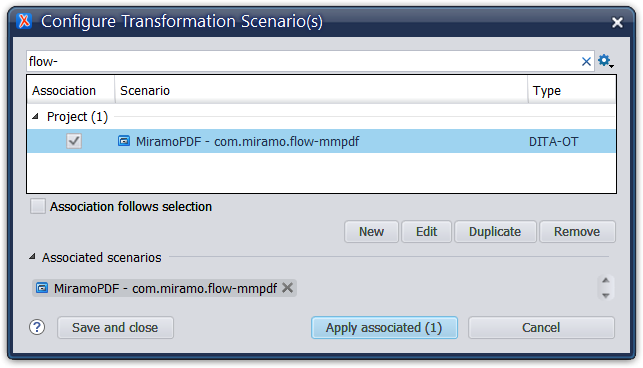 Configure Transformation Scenario(s)
flow-
Association Scenario Type
Project (1)
MiramoPDF - com.miramo.flow-mmpdf DITA-OT
Association follows selection
New Edit Duplicate Remove
Associated scenarios
MiramoPDF - com.miramo.flow-mmpdf
? Save and close Apply associated (1) Cancel